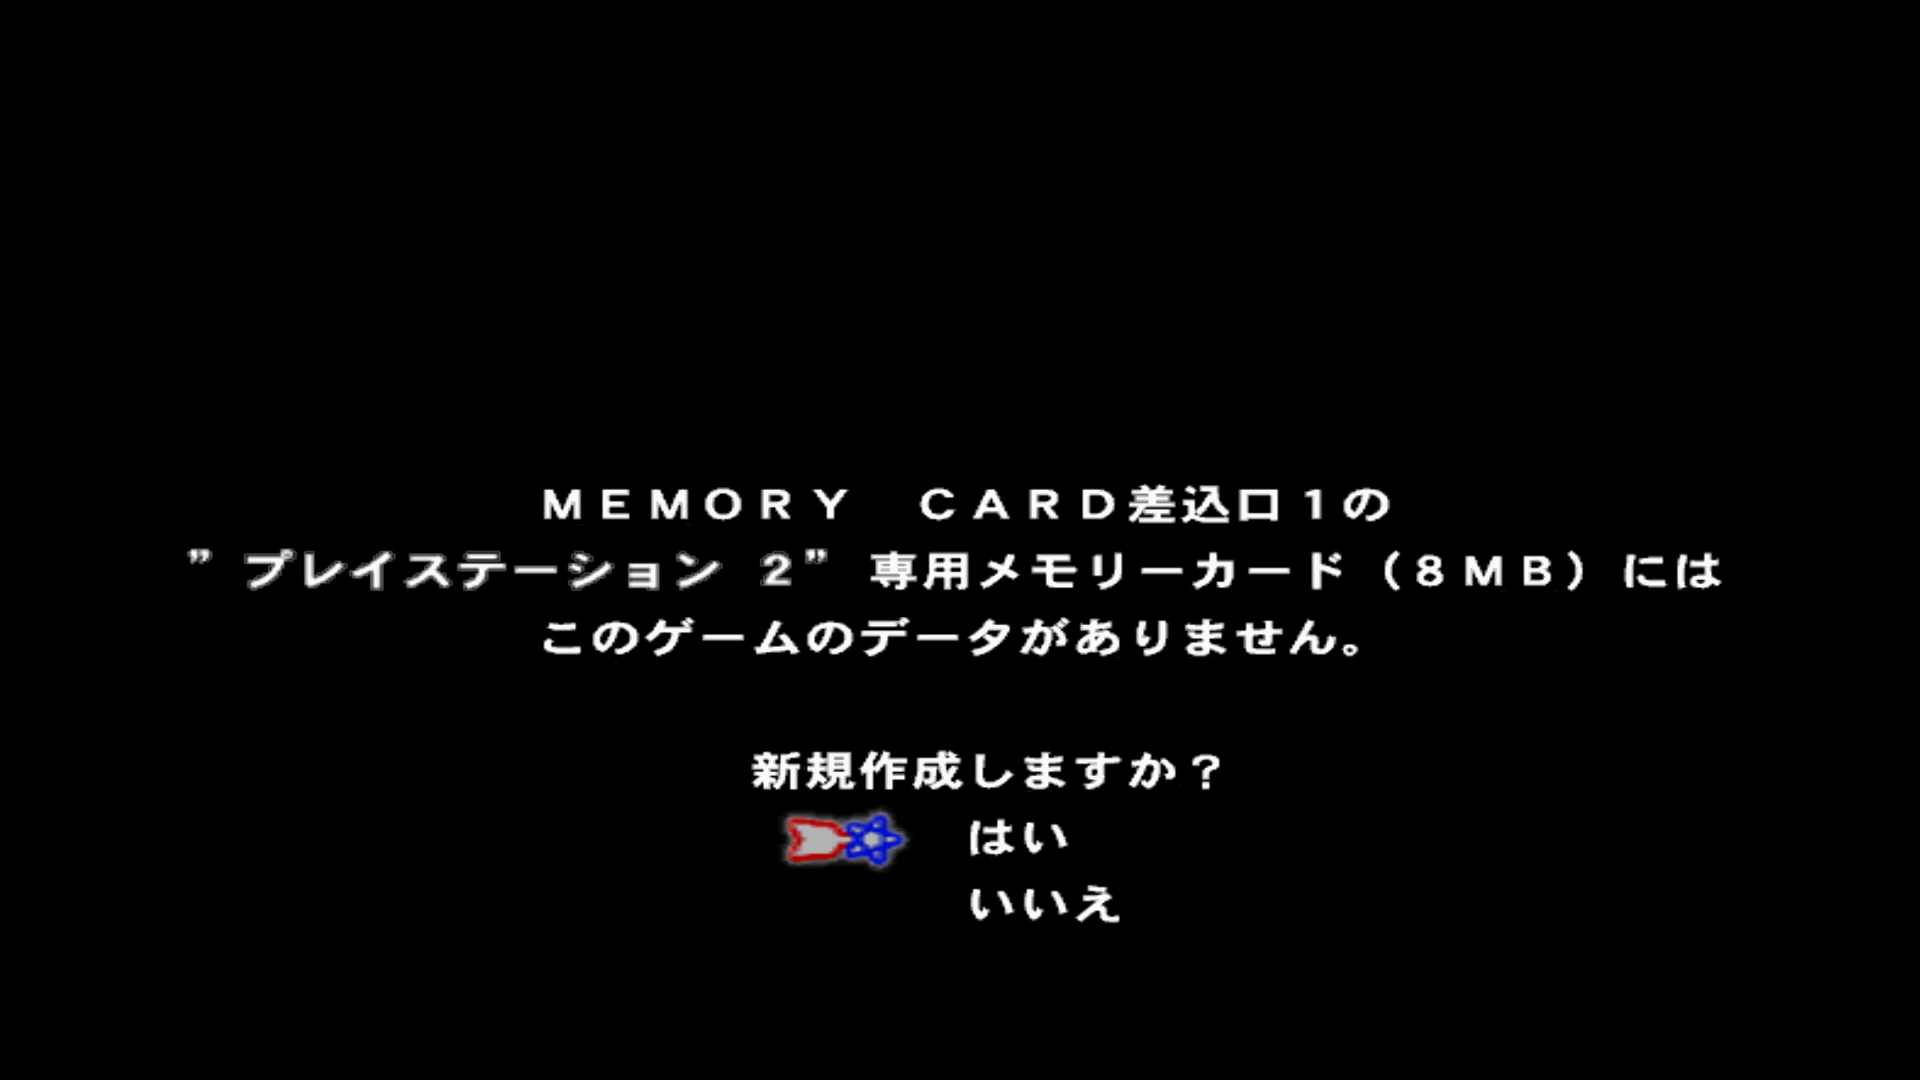 ＭＥＭＯＲＹ　ＣＡＲＤ差込口１の
”プレイステーション ２” 専用メモリーカード（８ＭＢ）には
このゲームのデータがありません。
新規作成しますか？
はい
いいえ